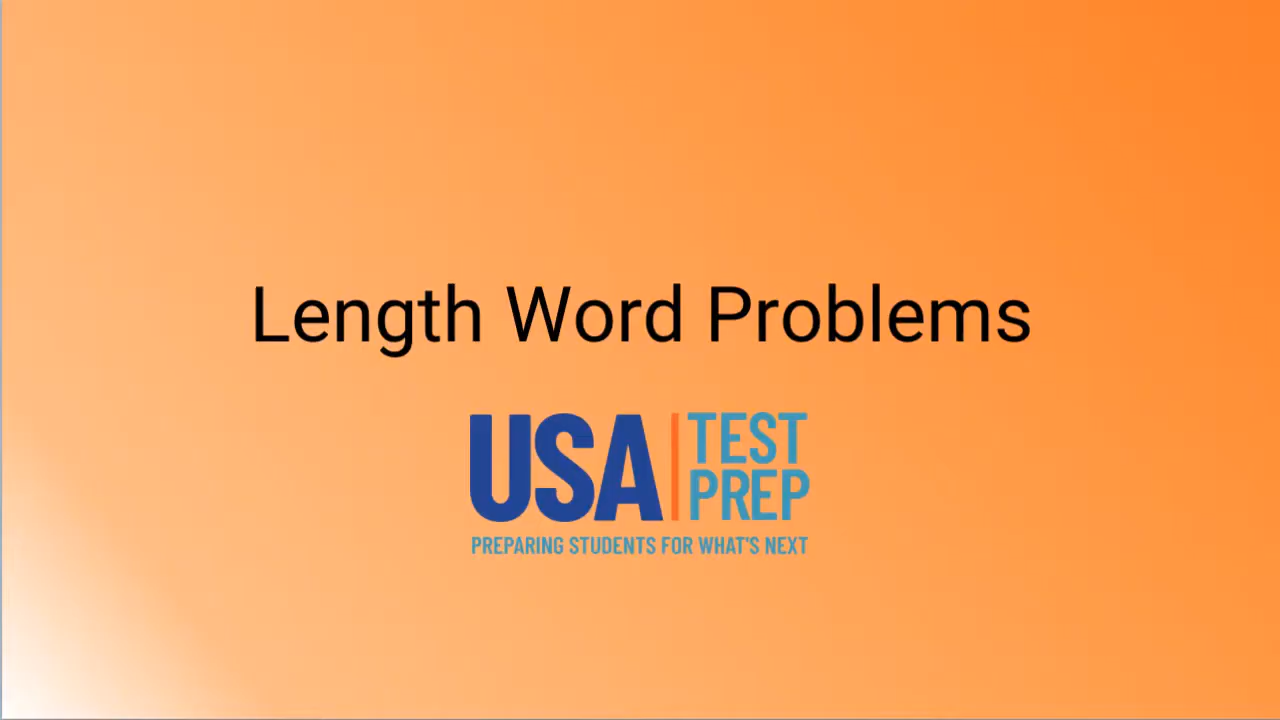 Length Word Problems
USA
TEST
PREP
PREPARING STUDENTS FOR WHAT'S NEXT